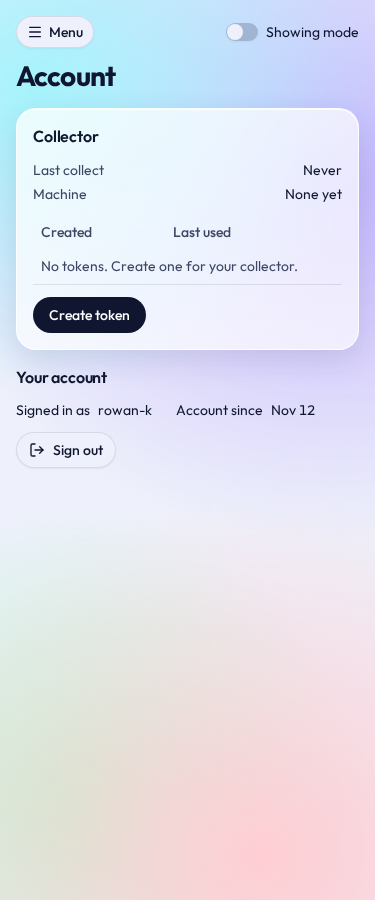 Menu
Showing mode
Account
Collector
Last collect Never
Machine None yet
Created Last used
No tokens. Create one for your collector.
Create token
Your account
Signed in as rowan-k Account since Nov 12
Sign out